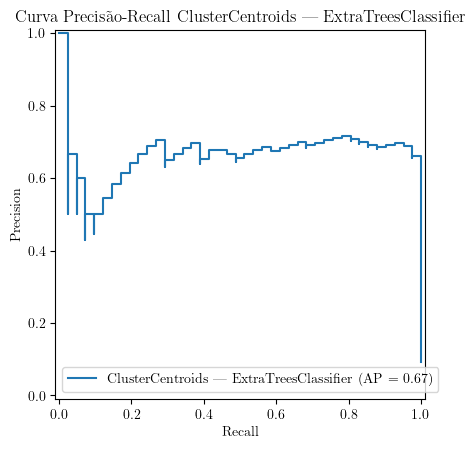 Curva Precisão-Recall ClusterCentroids — ExtraTreesClassifier
1.0
0.8
0.6
0.4
0.2
0.0
Precision
ClusterCentroids — ExtraTreesClassifier (AP = 0.67)
0.0 0.2 0.4 0.6 0.8 1.0
Recall